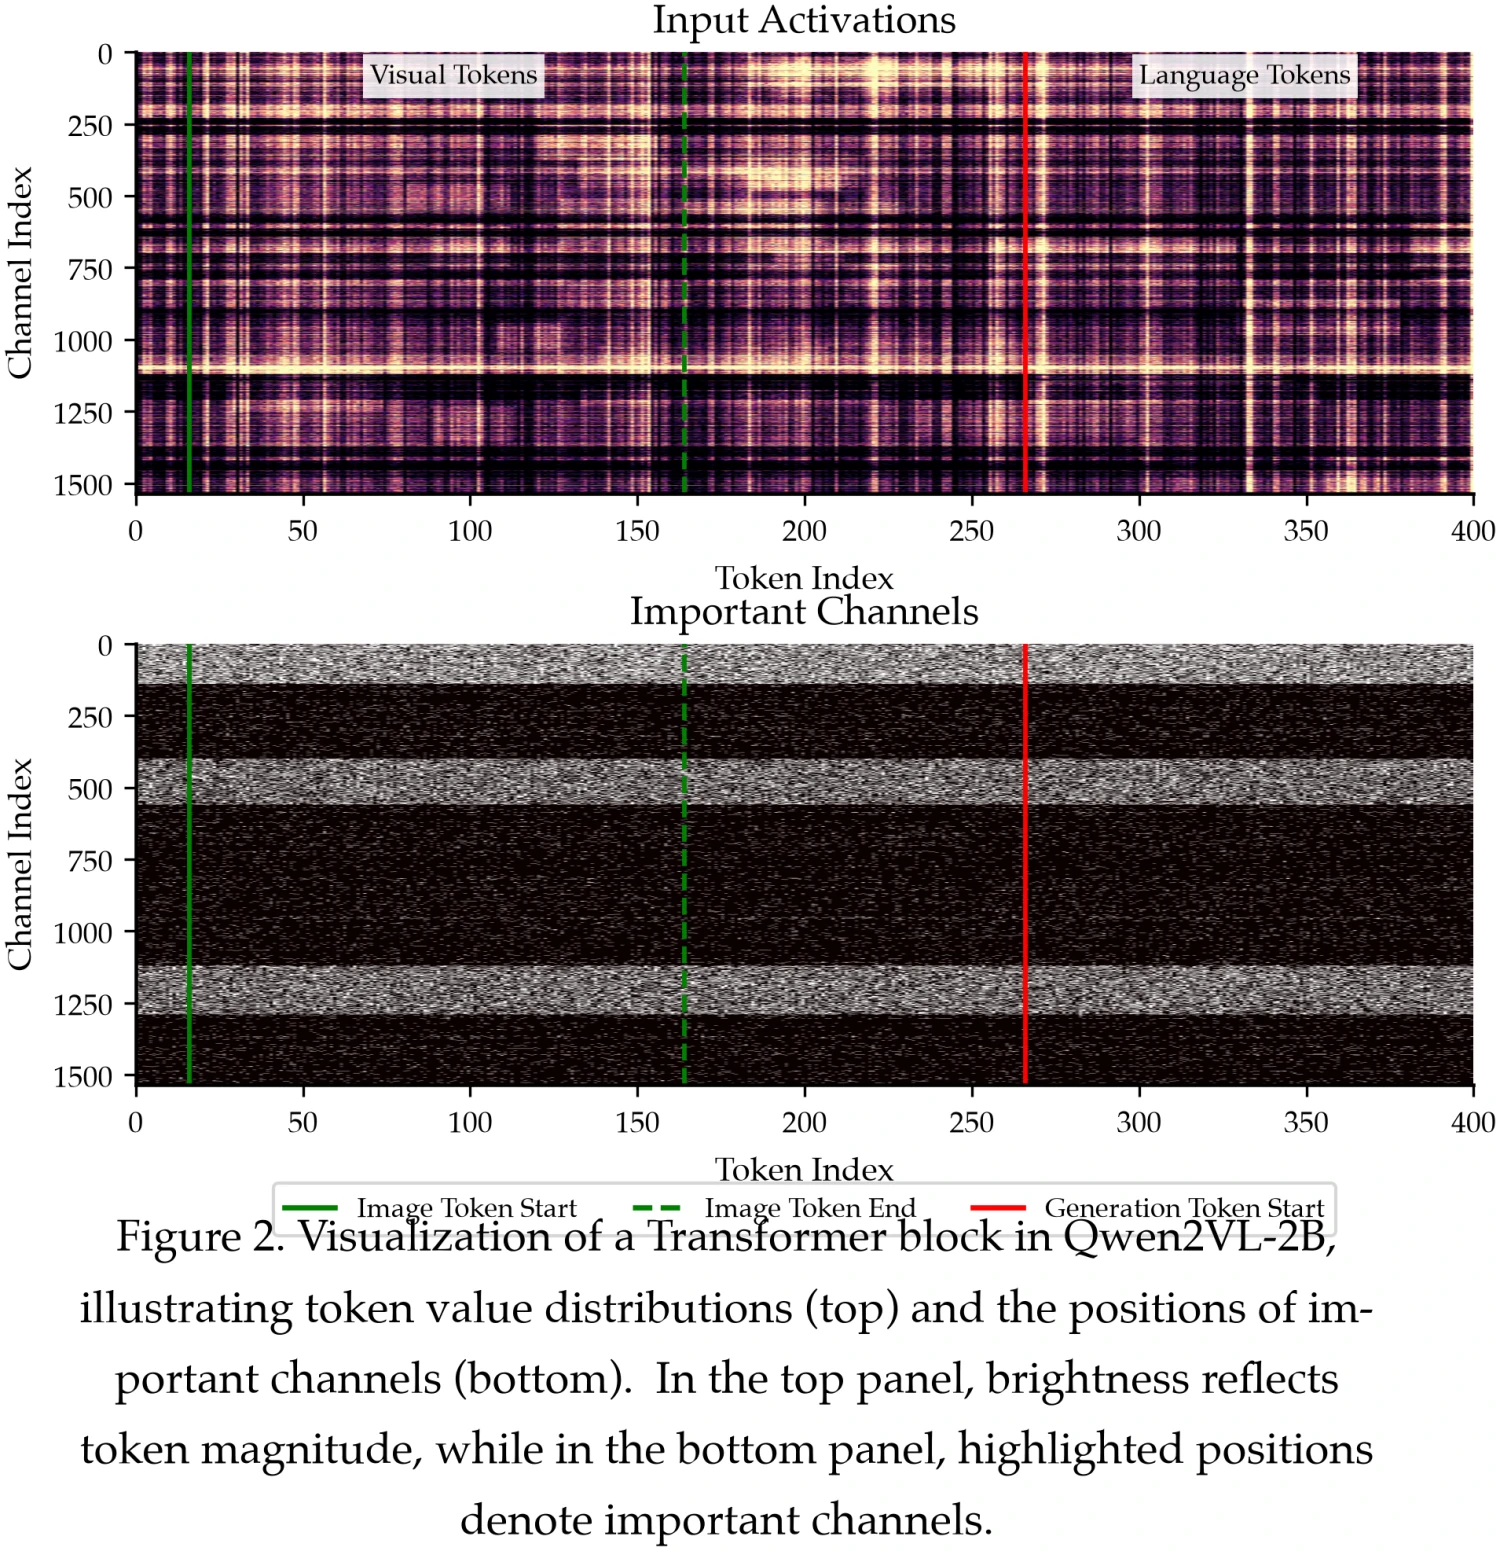 Input Activations
Visual Tokens
Language Tokens
Channel Index
0
250
500
750
1000
1250
1500
0 50 100 150 200 250 300 350 400
Token Index
Important Channels
Channel Index
0
250
500
750
1000
1250
1500
0 50 100 150 200 250 300 350 400
Token Index
Image Token Start Image Token End Generation Token Start
Figure 2. Visualization of a Transformer block in Qwen2VL-2B,
illustrating token value distributions (top) and the positions of im-
portant channels (bottom). In the top panel, brightness reflects
token magnitude, while in the bottom panel, highlighted positions
denote important channels.